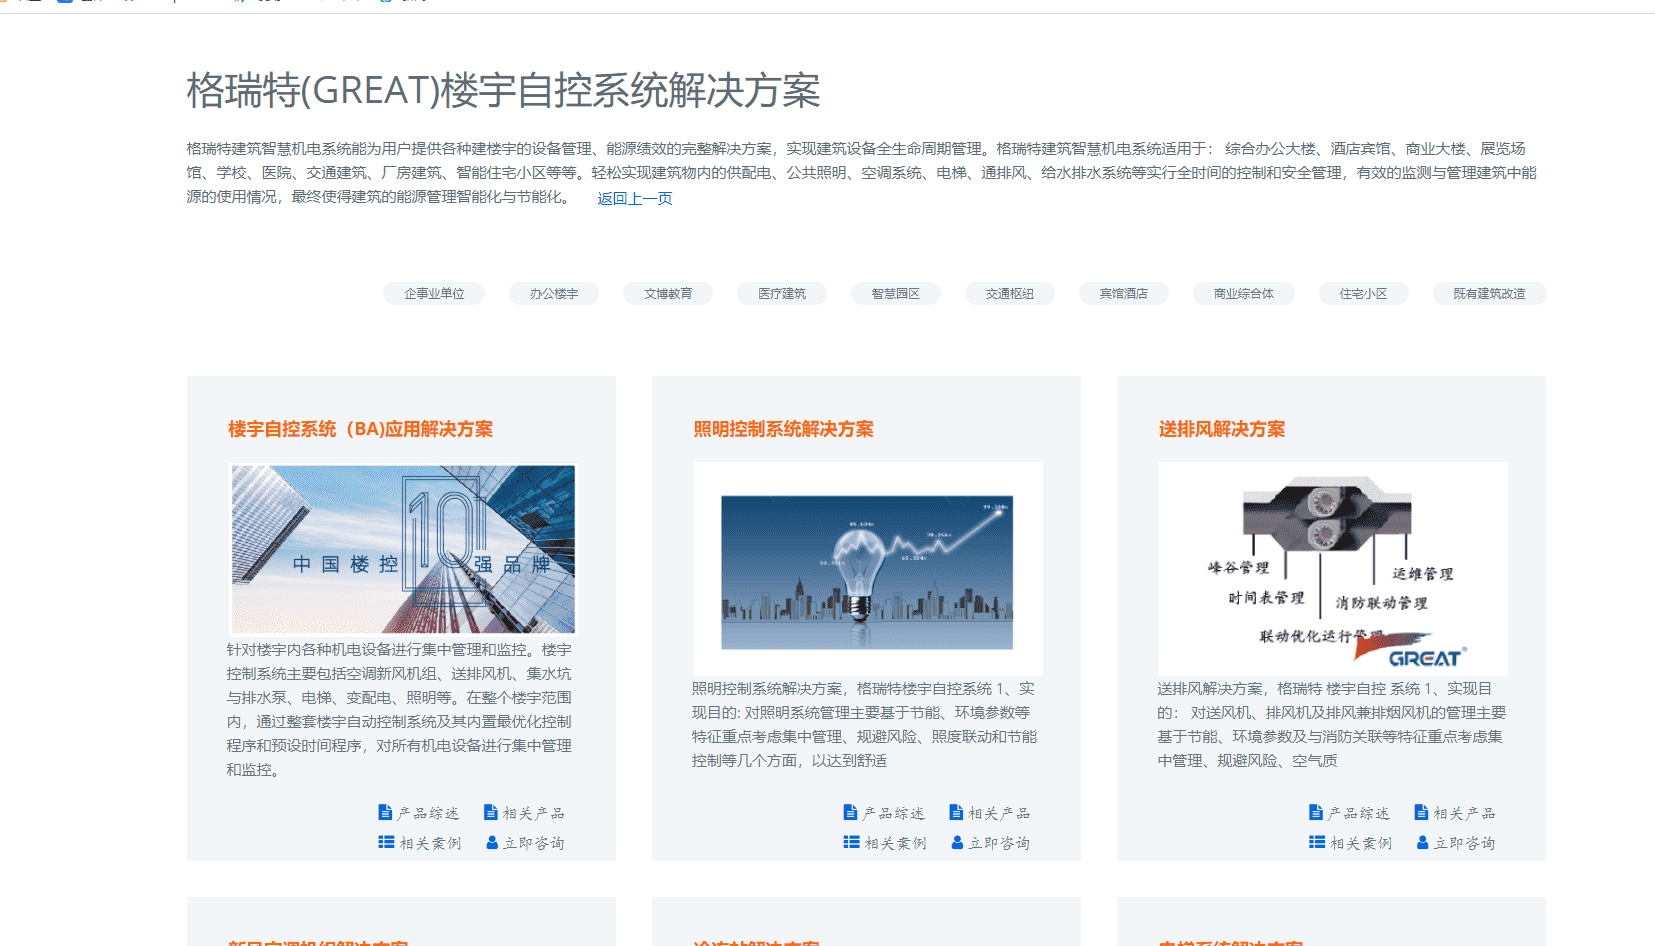 格瑞特(GREAT)楼宇自控系统解决方案
格瑞特建筑智慧机电系统能为用户提供各种建楼宇的设备管理、能源绩效的完整解决方案，实现建筑设备全生命周期管理。格瑞特建筑智慧机电系统适用于： 综合办公大楼、酒店宾馆、商业大楼、展览场
馆、学校、医院、交通建筑、厂房建筑、智能住宅小区等等。轻松实现建筑物内的供配电、公共照明、空调系统、电梯、通排风、给水排水系统等实行全时间的控制和安全管理，有效的监测与管理建筑中能
源的使用情况，最终使得建筑的能源管理智能化与节能化。 返回上一页
企事业单位 办公楼宇 文博教育 医疗建筑 智慧园区 交通枢纽 宾馆酒店 商业综合体 住宅小区 既有建筑改造
楼宇自控系统（BA)应用解决方案
中国楼控10强品牌
针对楼宇内各种机电设备进行集中管理和监控。楼宇
控制系统主要包括空调新风机组、送排风机、集水坑
与排水泵、电梯、变配电、照明等。在整个楼宇范围
内，通过整套楼宇自动控制系统及其内置最优化控制
程序和预设时间程序，对所有机电设备进行集中管理
和监控。
产品综述 相关产品
相关案例 立即咨询
照明控制系统解决方案
照明控制系统解决方案，格瑞特楼宇自控系统 1、实
现目的: 对照明系统管理主要基于节能、环境参数等
特征重点考虑集中管理、规避风险、照度联动和节能
控制等几个方面，以达到舒适
产品综述 相关产品
相关案例 立即咨询
送排风解决方案
峰谷管理
运维管理
时间表管理
消防联动管理
联动优化运行管理
GREAT
送排风解决方案，格瑞特 楼宇自控 系统 1、实现目
的： 对送风机、排风机及排风兼排烟风机的管理主要
基于节能、环境参数及与消防关联等特征重点考虑集
中管理、规避风险、空气质
产品综述 相关产品
相关案例 立即咨询